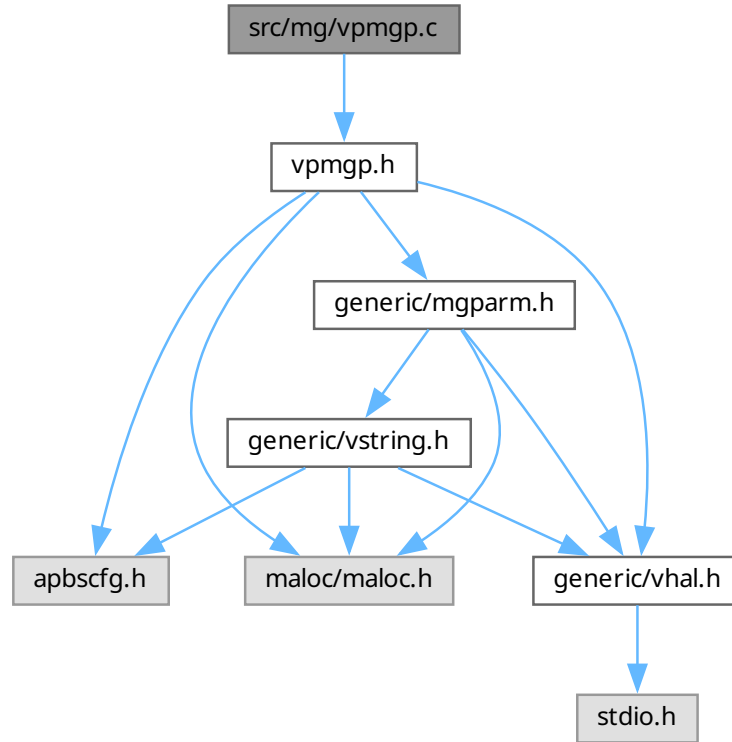 src/mg/vpmgp.c
vpmgp.h
generic/mgparm.h
generic/vstring.h
apbscfg.h
maloc/maloc.h
generic/vhal.h
stdio.h